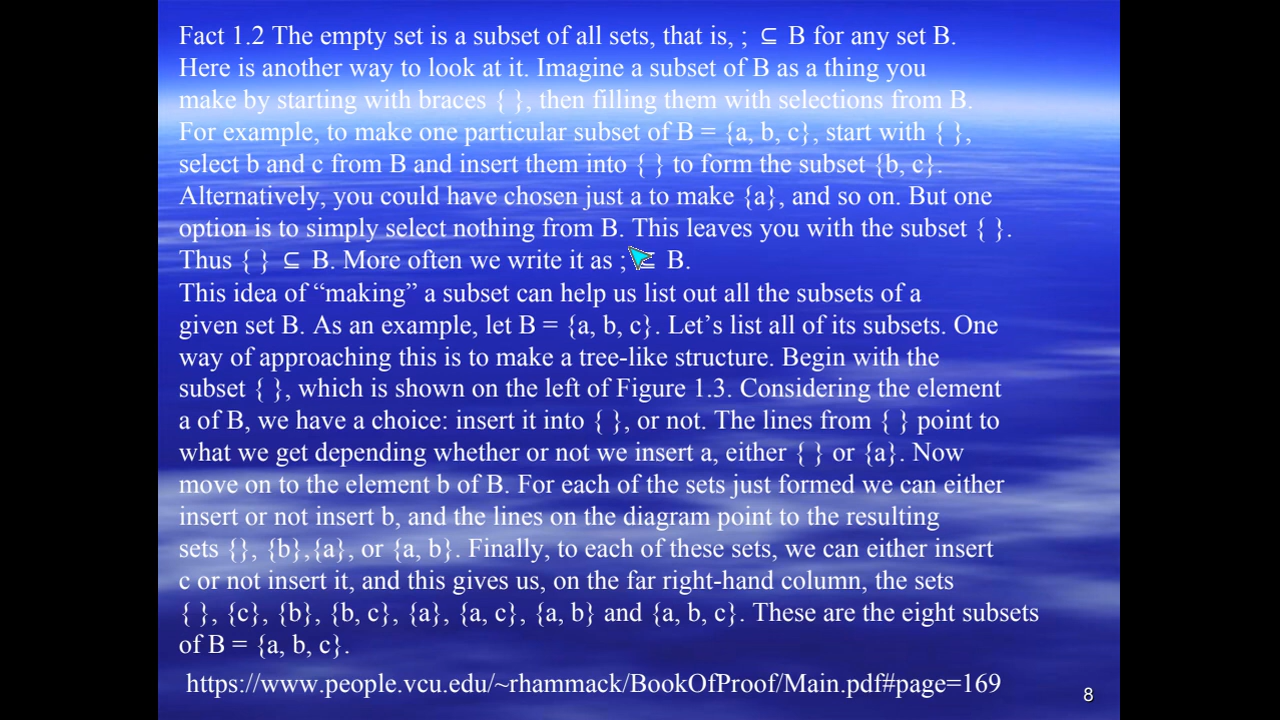 Fact 1.2 The empty set is a subset of all sets, that is, ; ⊆ B for any set B.
Here is another way to look at it. Imagine a subset of B as a thing you
make by starting with braces { }, then filling them with selections from B.
For example, to make one particular subset of B = {a, b, c}, start with { },
select b and c from B and insert them into { } to form the subset {b, c}.
Alternatively, you could have chosen just a to make {a}, and so on. But one
option is to simply select nothing from B. This leaves you with the subset { }.
Thus { } ⊆ B. More often we write it as ; ⊆ B.
This idea of “making” a subset can help us list out all the subsets of a
given set B. As an example, let B = {a, b, c}. Let’s list all of its subsets. One
way of approaching this is to make a tree-like structure. Begin with the
subset { }, which is shown on the left of Figure 1.3. Considering the element
a of B, we have a choice: insert it into { }, or not. The lines from { } point to
what we get depending whether or not we insert a, either { } or {a}. Now
move on to the element b of B. For each of the sets just formed we can either
insert or not insert b, and the lines on the diagram point to the resulting
sets {}, {b},{a}, or {a, b}. Finally, to each of these sets, we can either insert
c or not insert it, and this gives us, on the far right-hand column, the sets
{ }, {c}, {b}, {b, c}, {a}, {a, c}, {a, b} and {a, b, c}. These are the eight subsets
of B = {a, b, c}.
https://www.people.vcu.edu/~rhammack/BookOfProof/Main.pdf#page=169
8